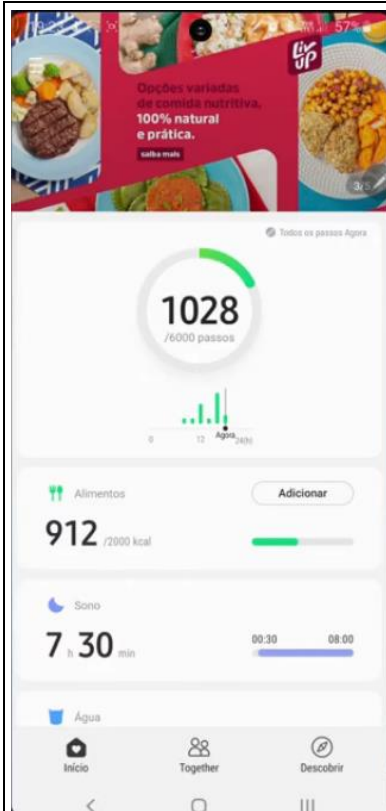 57%
Liv
UP
Opções variadas
de comida nutritiva,
100% natural
e prática.
saiba mais
3/5
Todos os passos Agora
1028
/6000 passos
0 12 Agora 24(h)
Alimentos
Adicionar
912 /2000 kcal
Sono
7 h 30 min
00:30 08:00
Água
Início Together Descobrir